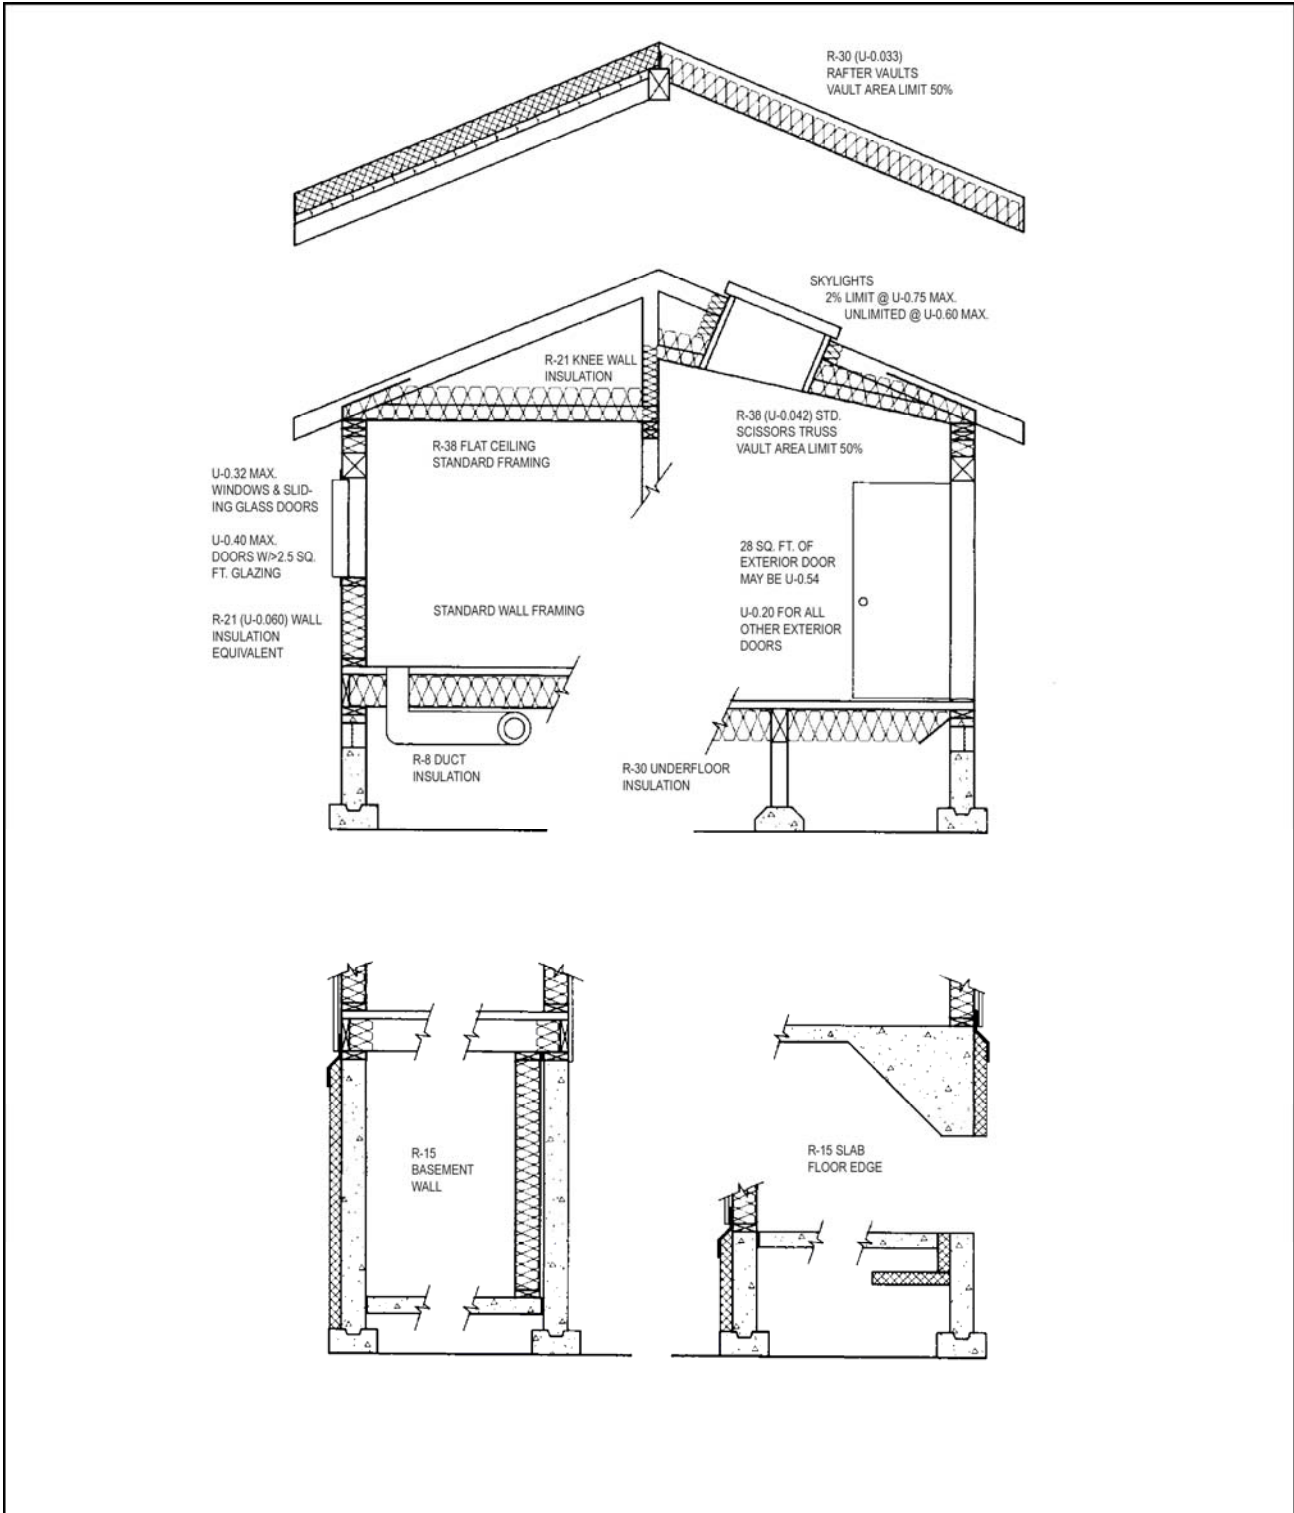 R-30 (U-0.033)
RAFTER VAULTS
VAULT AREA LIMIT 50%
SKYLIGHTS
2% LIMIT @ U-0.75 MAX.
UNLIMITED @ U-0.60 MAX.
R-21 KNEE WALL
INSULATION
R-38 (U-0.042) STD.
SCISSORS TRUSS
VAULT AREA LIMIT 50%
R-38 FLAT CEILING
STANDARD FRAMING
U-0.32 MAX.
WINDOWS & SLID-
ING GLASS DOORS
U-0.40 MAX.
DOORS W/>2.5 SQ.
FT. GLAZING
R-21 (U-0.060) WALL
INSULATION
EQUIVALENT
STANDARD WALL FRAMING
28 SQ. FT. OF
EXTERIOR DOOR
MAY BE U-0.54
U-0.20 FOR ALL
OTHER EXTERIOR
DOORS
R-8 DUCT
INSULATION
R-30 UNDERFLOOR
INSULATION
R-15
BASEMENT
WALL
R-15 SLAB
FLOOR EDGE